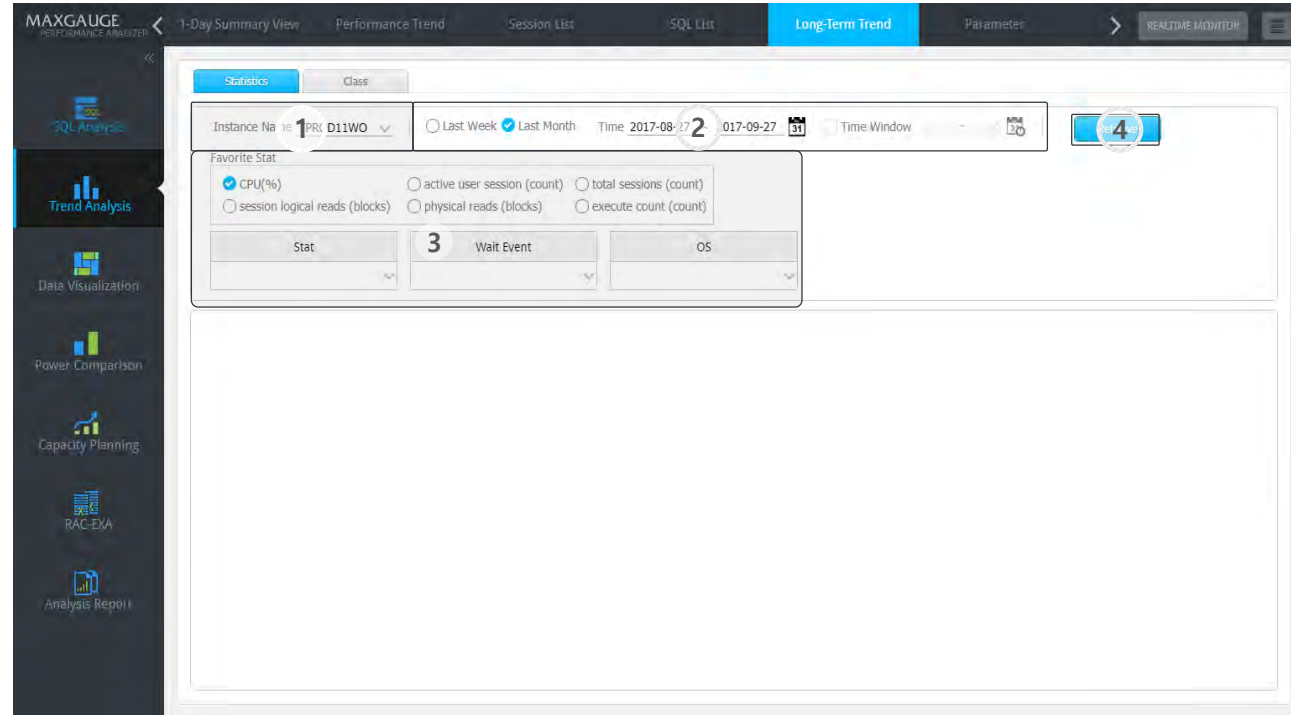 MAXGAUGE
PERFORMANCE ANALYZER
1-Day Summary View Performance Trend Session List SQL List Long-Term Trend Parameter REALTIME MONITOR
SQL
SQL Analysis
Trend Analysis
Data Visualization
Power Comparison
Capacity Planning
RAC-EXA
Analysis Report
Statistics Class
Instance Na e 1 PR D11WO Last Week Last Month Time 2017-08- 7 2 017-09-27 31 Time Window - 4
Favorite Stat
CPU(%) active user session (count) total sessions (count)
session logical reads (blocks) physical reads (blocks) execute count (count)
Stat 3 Wait Event OS